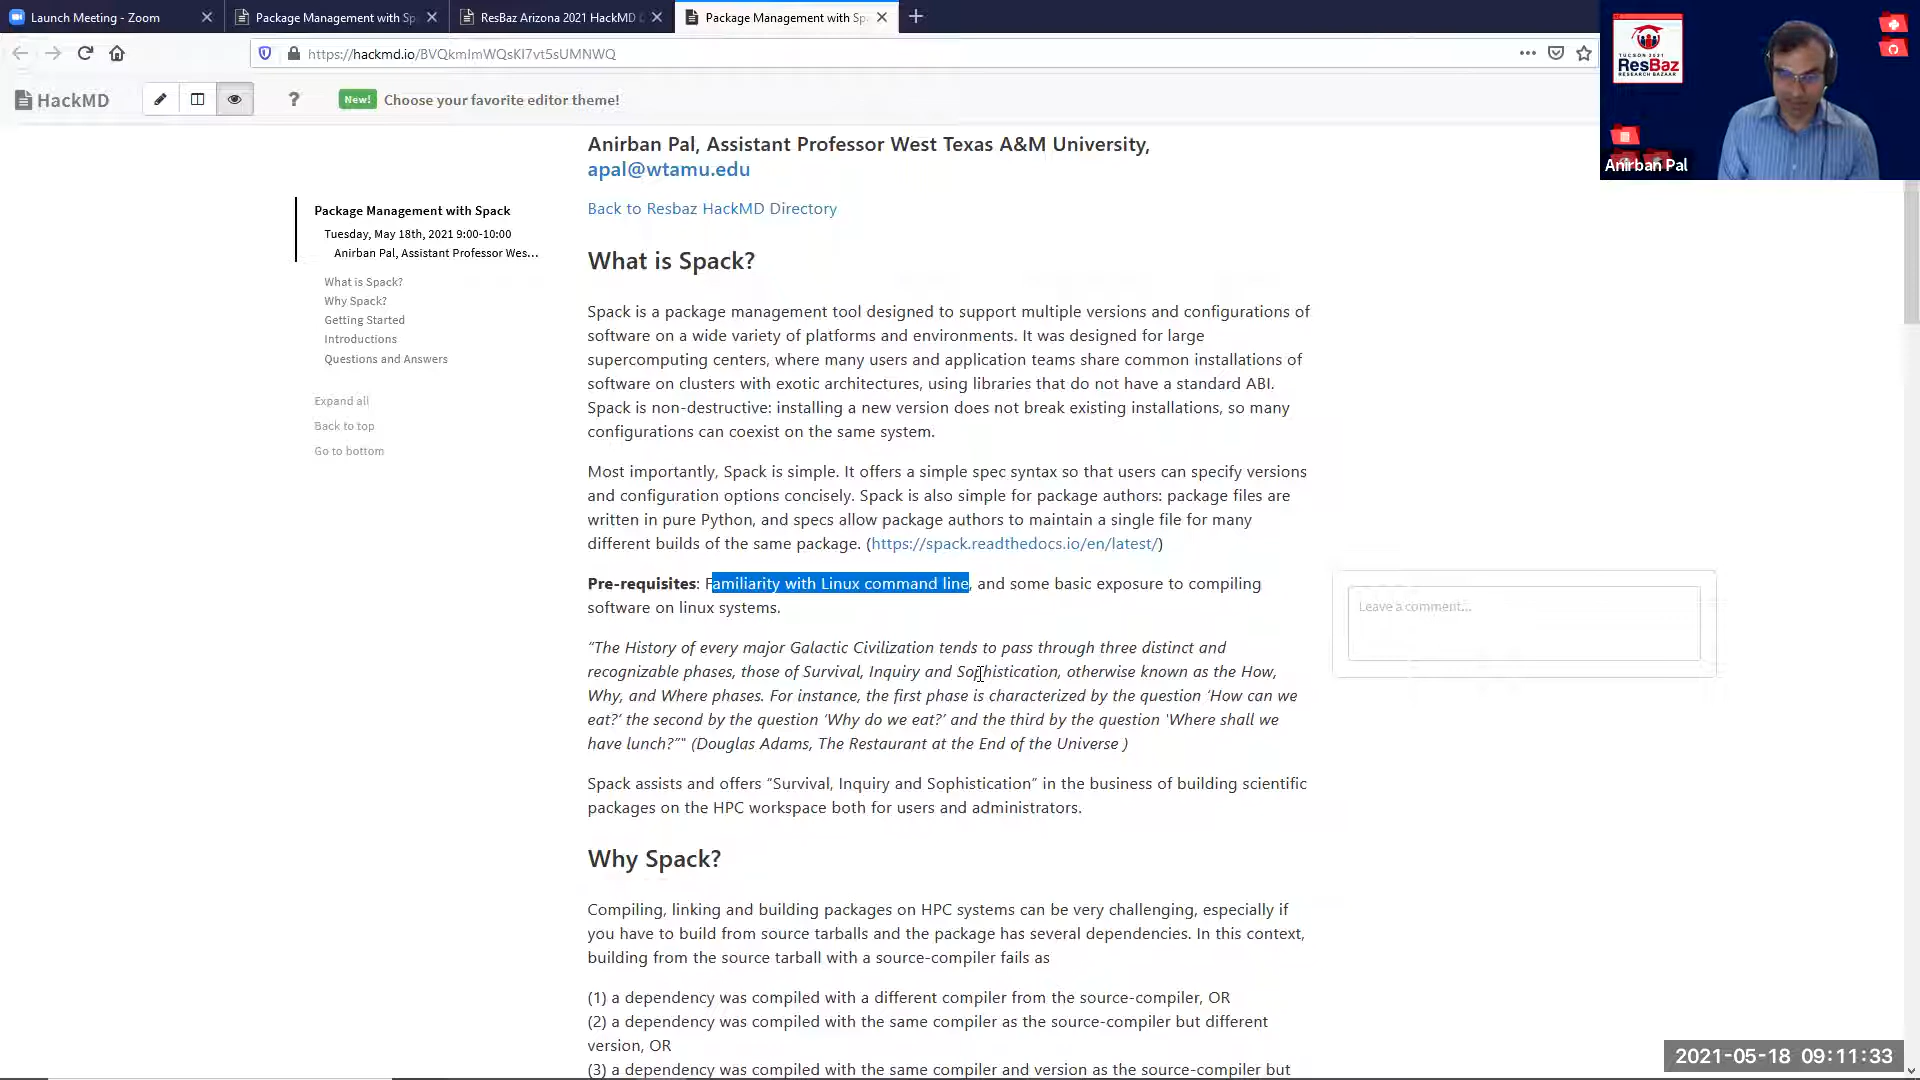 Launch Meeting - Zoom
Package Management with Sp
ResBaz Arizona 2021 HackMD
Package Management with Sp
https://hackmd.io/BVQkmImWQsKI7vt5sUMNWQ
HackMD
?
New! Choose your favorite editor theme!
TUCSON 2021
ResBaz
RESEARCH BAZAAR
Anirban Pal
Package Management with Spack
Tuesday, May 18th, 2021 9:00-10:00
Anirban Pal, Assistant Professor Wes...
What is Spack?
Why Spack?
Getting Started
Introductions
Questions and Answers
Expand all
Back to top
Go to bottom
Anirban Pal, Assistant Professor West Texas A&M University,
apal@wtamu.edu
Back to Resbaz HackMD Directory
What is Spack?
Spack is a package management tool designed to support multiple versions and configurations of
software on a wide variety of platforms and environments. It was designed for large
supercomputing centers, where many users and application teams share common installations of
software on clusters with exotic architectures, using libraries that do not have a standard ABI.
Spack is non-destructive: installing a new version does not break existing installations, so many
configurations can coexist on the same system.
Most importantly, Spack is simple. It offers a simple spec syntax so that users can specify versions
and configuration options concisely. Spack is also simple for package authors: package files are
written in pure Python, and specs allow package authors to maintain a single file for many
different builds of the same package. (https://spack.readthedocs.io/en/latest/)
Pre-requisites: Familiarity with Linux command line, and some basic exposure to compiling
software on linux systems.
Leave a comment...
“The History of every major Galactic Civilization tends to pass through three distinct and
recognizable phases, those of Survival, Inquiry and Sophistication, otherwise known as the How,
Why, and Where phases. For instance, the first phase is characterized by the question ‘How can we
eat?’ the second by the question ‘Why do we eat?’ and the third by the question 'Where shall we
have lunch?”" (Douglas Adams, The Restaurant at the End of the Universe )
Spack assists and offers “Survival, Inquiry and Sophistication” in the business of building scientific
packages on the HPC workspace both for users and administrators.
Why Spack?
Compiling, linking and building packages on HPC systems can be very challenging, especially if
you have to build from source tarballs and the package has several dependencies. In this context,
building from the source tarball with a source-compiler fails as
(1) a dependency was compiled with a different compiler from the source-compiler, OR
(2) a dependency was compiled with the same compiler as the source-compiler but different
version, OR
(3) a dependency was compiled with the same compiler and version as the source-compiler but
2021-05-18 09:11:33